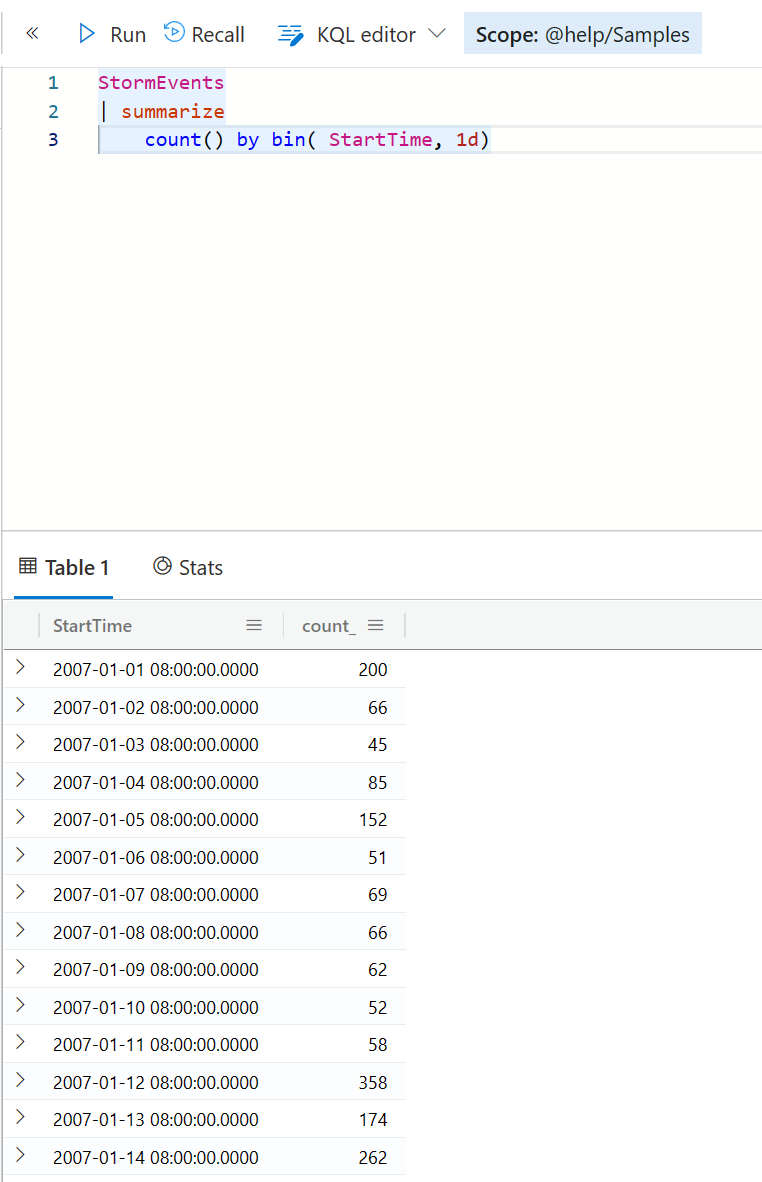 « Run Recall KQL editor Scope: @help/Samples
1 StormEvents
2 | summarize
3 count() by bin( StartTime, 1d)
Table 1 Stats
StartTime count_
2007-01-01 08:00:00.0000 200
2007-01-02 08:00:00.0000 66
2007-01-03 08:00:00.0000 45
2007-01-04 08:00:00.0000 85
2007-01-05 08:00:00.0000 152
2007-01-06 08:00:00.0000 51
2007-01-07 08:00:00.0000 69
2007-01-08 08:00:00.0000 66
2007-01-09 08:00:00.0000 62
2007-01-10 08:00:00.0000 52
2007-01-11 08:00:00.0000 58
2007-01-12 08:00:00.0000 358
2007-01-13 08:00:00.0000 174
2007-01-14 08:00:00.0000 262